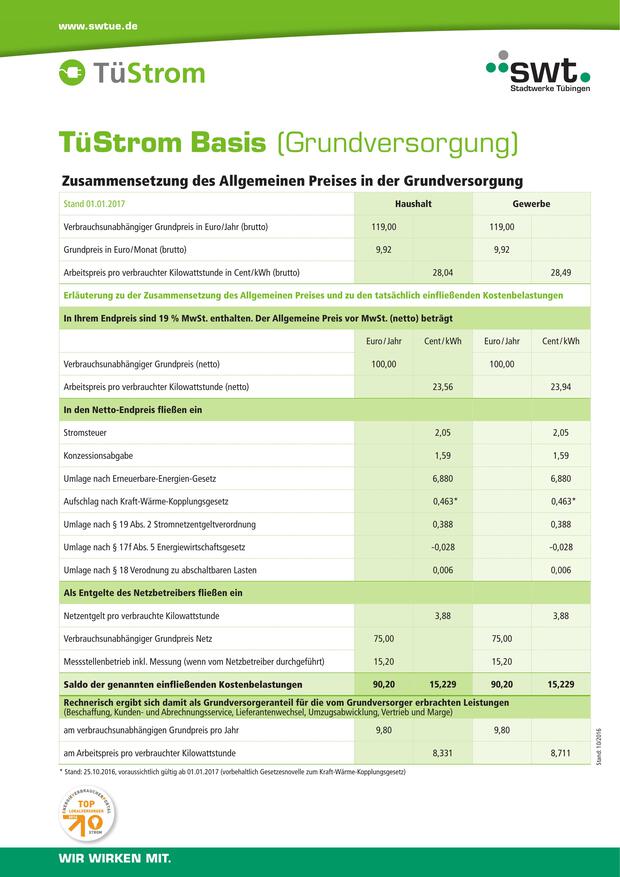 www.swtue.de
TüStrom
swt.
Stadtwerke Tübingen
TüStrom Basis (Grundversorgung)
Zusammensetzung des Allgemeinen Preises in der Grundversorgung
Stand 01.01.2017 Haushalt Gewerbe
Verbrauchsunabhängiger Grundpreis in Euro/Jahr (brutto) 119,00 119,00
Grundpreis in Euro/Monat (brutto) 9,92 9,92
Arbeitspreis pro verbrauchter Kilowattstunde in Cent/kWh (brutto) 28,04 28,49
Erläuterung zu der Zusammensetzung des Allgemeinen Preises und zu den tatsächlich einfließenden Kostenbelastungen
In Ihrem Endpreis sind 19 % MwSt. enthalten. Der Allgemeine Preis vor MwSt. (netto) beträgt
Euro/Jahr Cent/kWh Euro/Jahr Cent/kWh
Verbrauchsunabhängiger Grundpreis (netto) 100,00 100,00
Arbeitspreis pro verbrauchter Kilowattstunde (netto) 23,56 23,94
In den Netto-Endpreis fließen ein
Stromsteuer 2,05 2,05
Konzessionsabgabe 1,59 1,59
Umlage nach Erneuerbare-Energien-Gesetz 6,880 6,880
Aufschlag nach Kraft-Wärme-Kopplungsgesetz 0,463* 0,463*
Umlage nach § 19 Abs. 2 Stromnetzentgeltverordnung 0,388 0,388
Umlage nach § 17f Abs. 5 Energiewirtschaftsgesetz -0,028 -0,028
Umlage nach § 18 Verodnung zu abschaltbaren Lasten 0,006 0,006
Als Entgelte des Netzbetreibers fließen ein
Netzentgelt pro verbrauchte Kilowattstunde 3,88 3,88
Verbrauchsunabhängiger Grundpreis Netz 75,00 75,00
Messstellenbetrieb inkl. Messung (wenn vom Netzbetreiber durchgeführt) 15,20 15,20
Saldo der genannten einfließenden Kostenbelastungen 90,20 15,229 90,20 15,229
Rechnerisch ergibt sich damit als Grundversorgeranteil für die vom Grundversorger erbrachten Leistungen
(Beschaffung, Kunden- und Abrechnungsservice, Lieferantenwechsel, Umzugsabwicklung, Vertrieb und Marge)
am verbrauchsunabhängigen Grundpreis pro Jahr 9,80 9,80
am Arbeitspreis pro verbrauchter Kilowattstunde 8,331 8,711
* Stand: 25.10.2016, voraussichtlich gültig ab 01.01.2017 (vorbehaltlich Gesetzesnovelle zum Kraft-Wärme-Kopplungsgesetz)
Stand: 10/2016
ENERGIEVERBRAUCHERPORTAL
TOP
LOKALVERSORGER
STROM
WIR WIRKEN MIT.